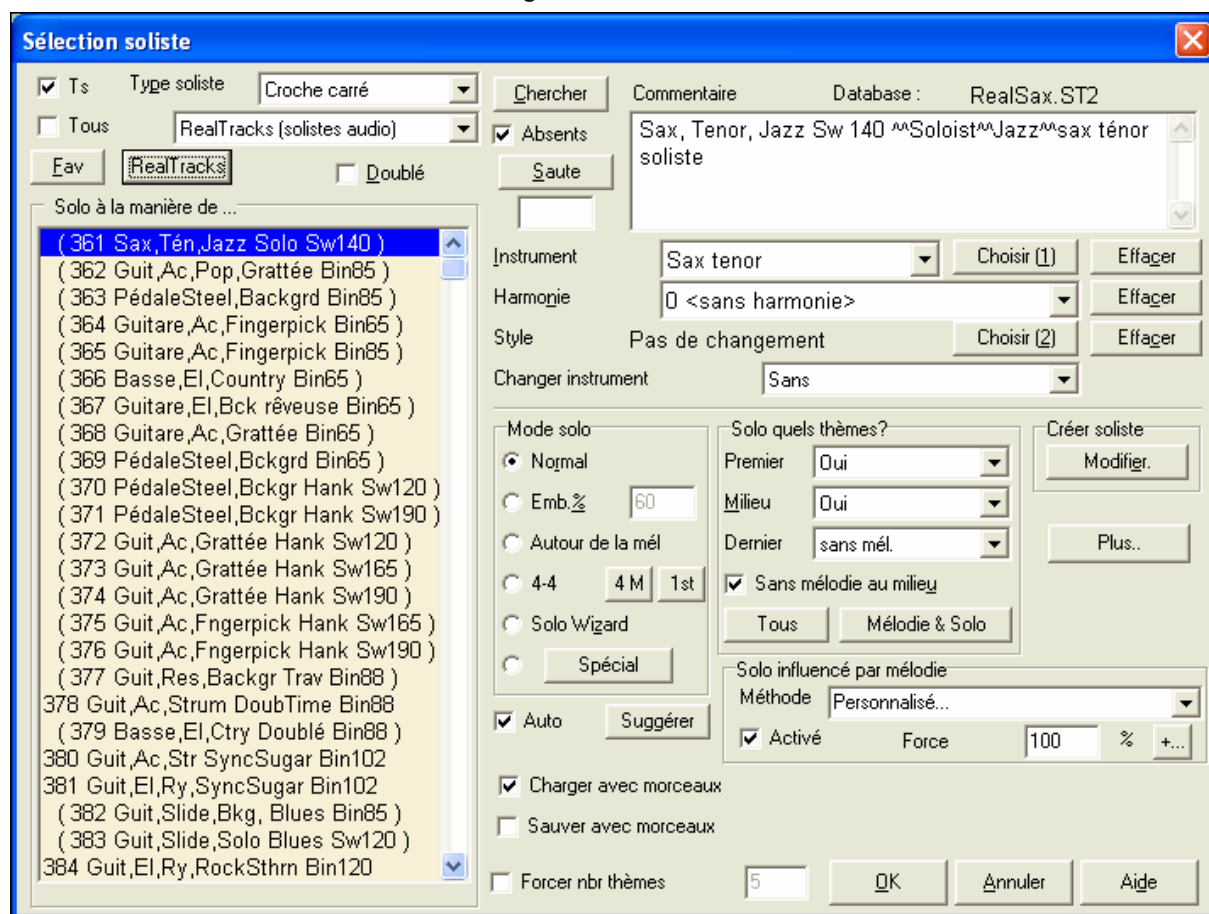 Sélection soliste
Ts Type soliste Croche carré
Tous RealTracks (solistes audio)
Fav RealTracks Doublé
Solo à la manière de ...
( 361 Sax,Tén,Jazz Solo Sw140 )
( 362 Guit,Ac,Pop,Grattée Bin85 )
( 363 PédaleSteel,Backgrd Bin85 )
( 364 Guitare,Ac,Fingerpick Bin65 )
( 365 Guitare,Ac,Fingerpick Bin85 )
( 366 Basse,El,Country Bin65 )
( 367 Guitare,El,Bck rêveuse Bin65 )
( 368 Guitare,Ac,Grattée Bin65 )
( 369 PédaleSteel,Bckgrd Bin65 )
( 370 PédaleSteel,Bckgr Hank Sw120 )
( 371 PédaleSteel,Bckgr Hank Sw190 )
( 372 Guit,Ac,Grattée Hank Sw120 )
( 373 Guit,Ac,Grattée Hank Sw165 )
( 374 Guit,Ac,Grattée Hank Sw190 )
( 375 Guit,Ac,Fngerpick Hank Sw165 )
( 376 Guit,Ac,Fngerpick Hank Sw190 )
( 377 Guit,Res,Backgr Trav Bin88 )
378 Guit,Ac,Strum DoubTime Bin88
( 379 Basse,El,Ctry Doublé Bin88 )
380 Guit,Ac,Str SyncSugar Bin102
381 Guit,El,Ry,SyncSugar Bin102
( 382 Guit,Slide,Bkg, Blues Bin85 )
( 383 Guit,Slide,Solo Blues Sw120 )
384 Guit,El,Ry,RockSthrn Bin120
Chercher Commentaire Database : RealSax.ST2
Absents
Saute
Sax, Tenor, Jazz Sw 140 ^^Soloist^^Jazz^^sax ténor
soliste
Instrument Sax tenor Choisir (1) Effacer
Harmonie 0 <sans harmonie> Effacer
Style Pas de changement Choisir (2) Effacer
Changer instrument Sans
Mode solo
Normal
Emb.% 60
Autour de la mél
4-4 4 M 1st
Solo Wizard
Spécial
Auto Suggérer
Solo quels thèmes?
Premier Oui
Milieu Oui
Dernier sans mél.
Sans mélodie au milieu
Tous Mélodie & Solo
Créer soliste
Modifier.
Plus..
Solo influencé par mélodie
Méthode Personnalisé...
Activé Force 100 % +...
Charger avec morceaux
Sauver avec morceaux
Forcer nbr thèmes 5 OK Annuler Aide